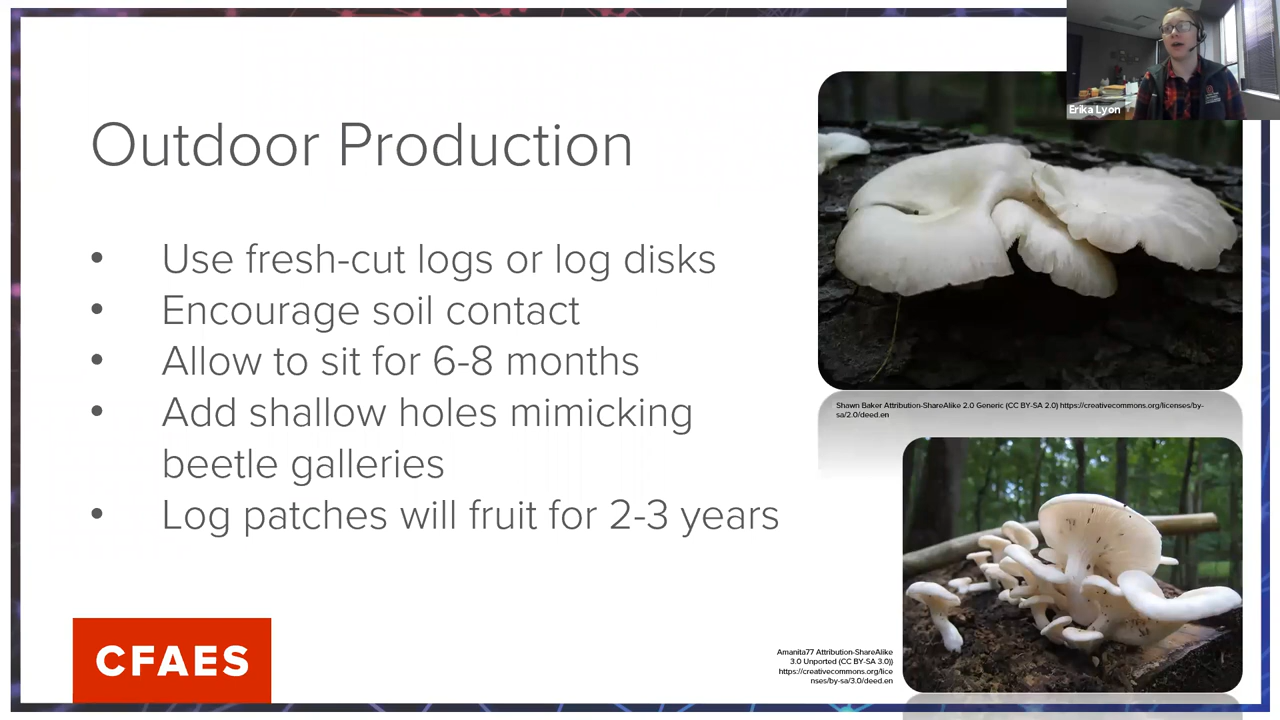 Erika Lyon
Outdoor Production
• Use fresh-cut logs or log disks
• Encourage soil contact
• Allow to sit for 6-8 months
• Add shallow holes mimicking
beetle galleries
• Log patches will fruit for 2-3 years
Shawn Baker Attribution-ShareAlike 2.0 Generic (CC BY-SA 2.0) https://creativecommons.org/licenses/by-
sa/2.0/deed.en
Amanita77 Attribution-ShareAlike
3.0 Unported (CC BY-SA 3.0))
https://creativecommons.org/lice
nses/by-sa/3.0/deed.en
CFAES